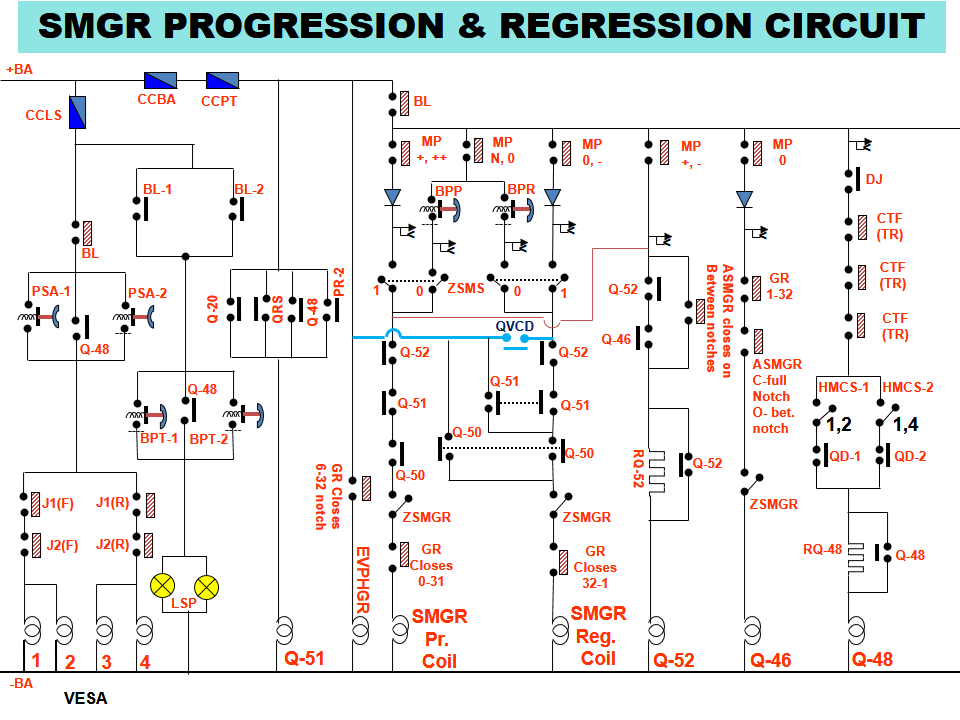 SMGR PROGRESSION & REGRESSION CIRCUIT
+BA
CCLS
CCBA
CCPT
BL
MP
+, ++
MP
N, 0
MP
0, -
MP
+, -
MP
0
DJ
BL-1
BL-2
BPP
BPR
CTF
(TR)
BL
CTF
(TR)
CTF
(TR)
PSA-1
PSA-2
Q-48
Q-20
QRS
Q-48
PR-2
1
0
ZSMS
0
1
Q-52
Q-46
ASMGR closes on
Between notches
GR
1-32
QVCD
Q-52
Q-52
ASMGR
C-full
Notch
O- bet.
notch
HMCS-1
HMCS-2
1,2
1,4
Q-48
BPT-1
BPT-2
Q-51
Q-51
Q-51
Q-50
Q-50
Q-50
QD-1
QD-2
RQ-52
Q-52
GR Closes
6-32 notch
J1(F)
J1(R)
J2(F)
J2(R)
ZSMGR
ZSMGR
ZSMGR
GR
Closes
0-31
GR
Closes
32-1
RQ-48
Q-48
EVPHGR
LSP
SMGR
Pr.
Coil
SMGR
Reg.
Coil
1
2
3
4
Q-51
Q-52
Q-46
Q-48
-BA
VESA